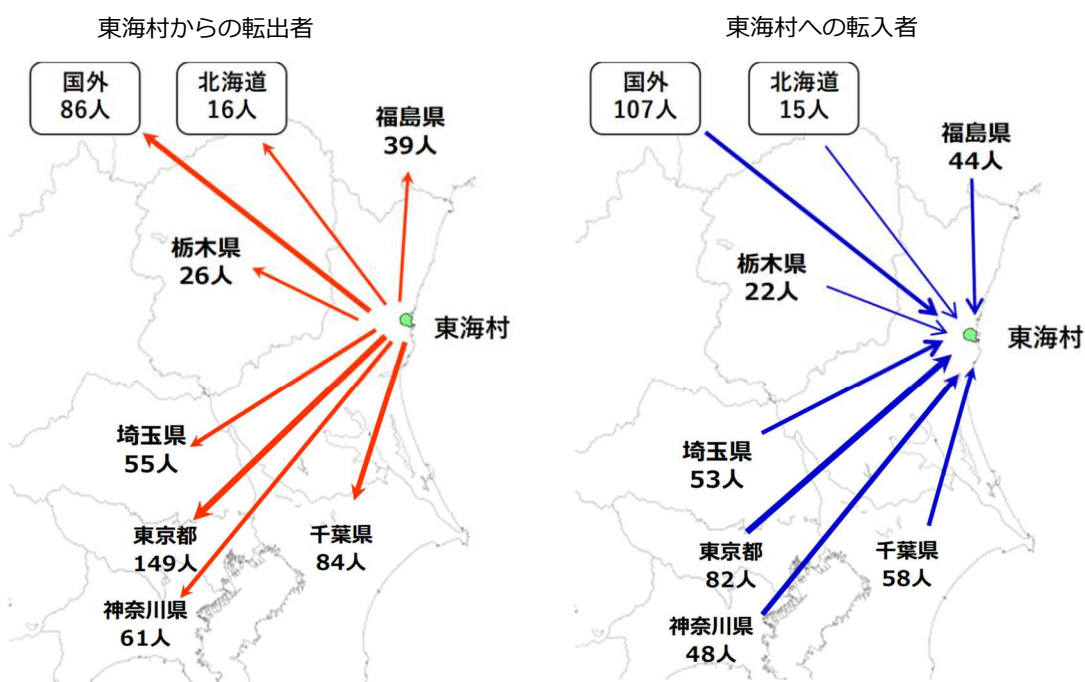 東海村からの転出者
国外
86人
北海道
16人
福島県
39人
栃木県
26人
東海村
埼玉県
55人
東京都
149人
千葉県
84人
神奈川県
61人
東海村への転入者
国外
107人
北海道
15人
福島県
44人
栃木県
22人
東海村
埼玉県
53人
東京都
82人
千葉県
58人
神奈川県
48人